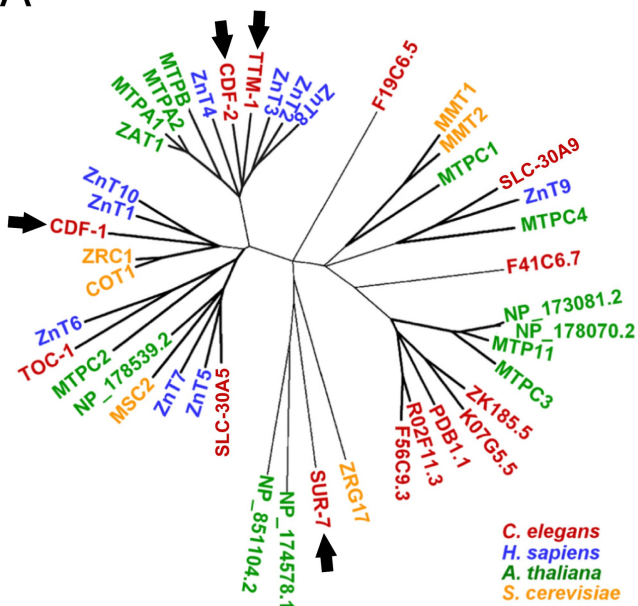 A
MTPA1
MTPA2
MTPB
ZAT1
ZnT4
CDF-2
TTM-1
ZnT3
ZnT2
ZnT8
F19C6.5
MMT1
MMT2
MTPC1
SLC-30A9
ZnT9
MTPC4
F41C6.7
NP_173081.2
NP_178070.2
MTP11
MTPC3
ZK185.5
K07G5.5
PDB1.1
R02F11.3
F56C9.3
ZRG17
SUR-7
NP_174578.1
NP_851104.2
SLC-30A5
ZnT5
ZnT7
MSC2
NP_178539.2
MTPC2
TOC-1
ZnT6
COT1
ZRC1
CDF-1
ZnT1
ZnT10
C. elegans
H. sapiens
A. thaliana
S. cerevisiae